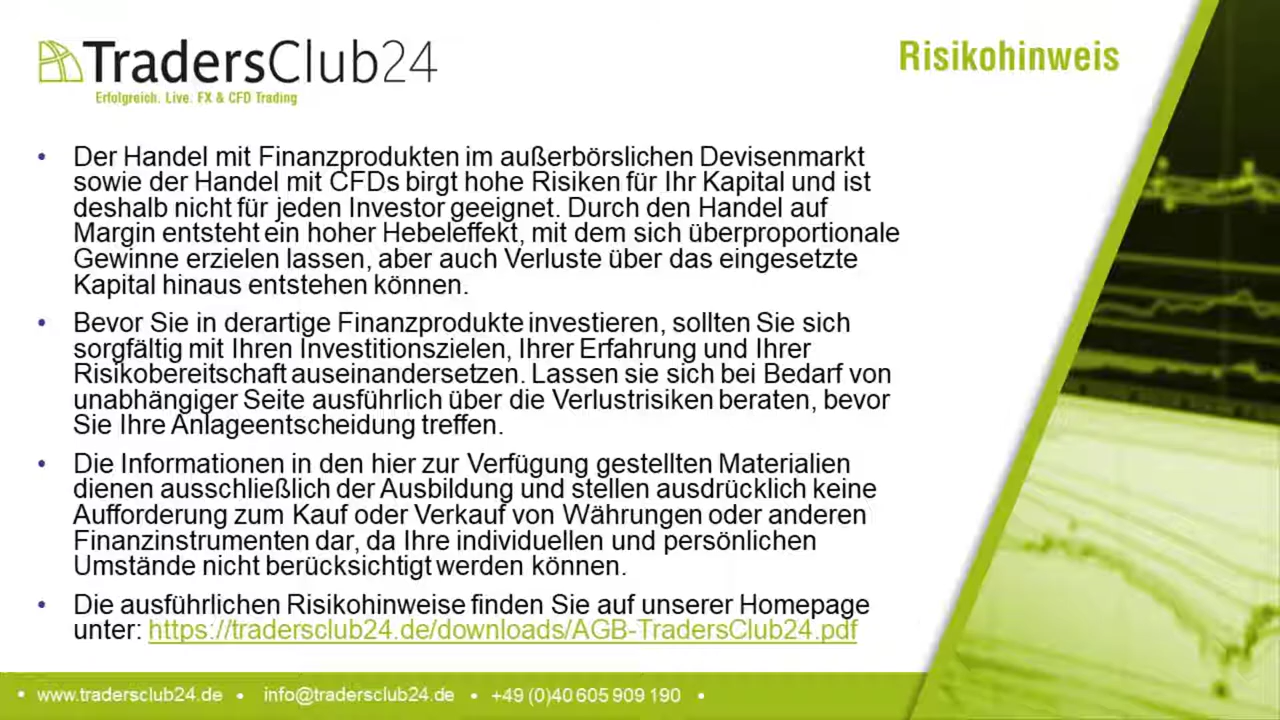 TradersClub24
Erfolgreich. Live. FX & CFD Trading
Risikohinweis
• Der Handel mit Finanzprodukten im außerbörslichen Devisenmarkt
sowie der Handel mit CFDs birgt hohe Risiken für Ihr Kapital und ist
deshalb nicht für jeden Investor geeignet. Durch den Handel auf
Margin entsteht ein hoher Hebeleffekt, mit dem sich überproportionale
Gewinne erzielen lassen, aber auch Verluste über das eingesetzte
Kapital hinaus entstehen können.
• Bevor Sie in derartige Finanzprodukte investieren, sollten Sie sich
sorgfältig mit Ihren Investitionszielen, Ihrer Erfahrung und Ihrer
Risikobereitschaft auseinandersetzen. Lassen sie sich bei Bedarf von
unabhängiger Seite ausführlich über die Verlustrisiken beraten, bevor
Sie Ihre Anlageentscheidung treffen.
• Die Informationen in den hier zur Verfügung gestellten Materialien
dienen ausschließlich der Ausbildung und stellen ausdrücklich keine
Aufforderung zum Kauf oder Verkauf von Währungen oder anderen
Finanzinstrumenten dar, da Ihre individuellen und persönlichen
Umstände nicht berücksichtigt werden können.
• Die ausführlichen Risikohinweise finden Sie auf unserer Homepage
unter: https://tradersclub24.de/downloads/AGB-TradersClub24.pdf
• www.tradersclub24.de • info@tradersclub24.de • +49 (0)40 605 909 190 •